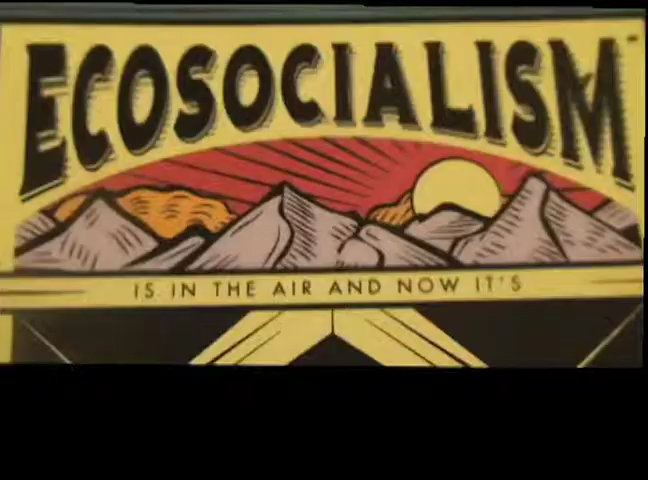 ECOSOCIALISM
IS IN THE AIR AND NOW IT'S